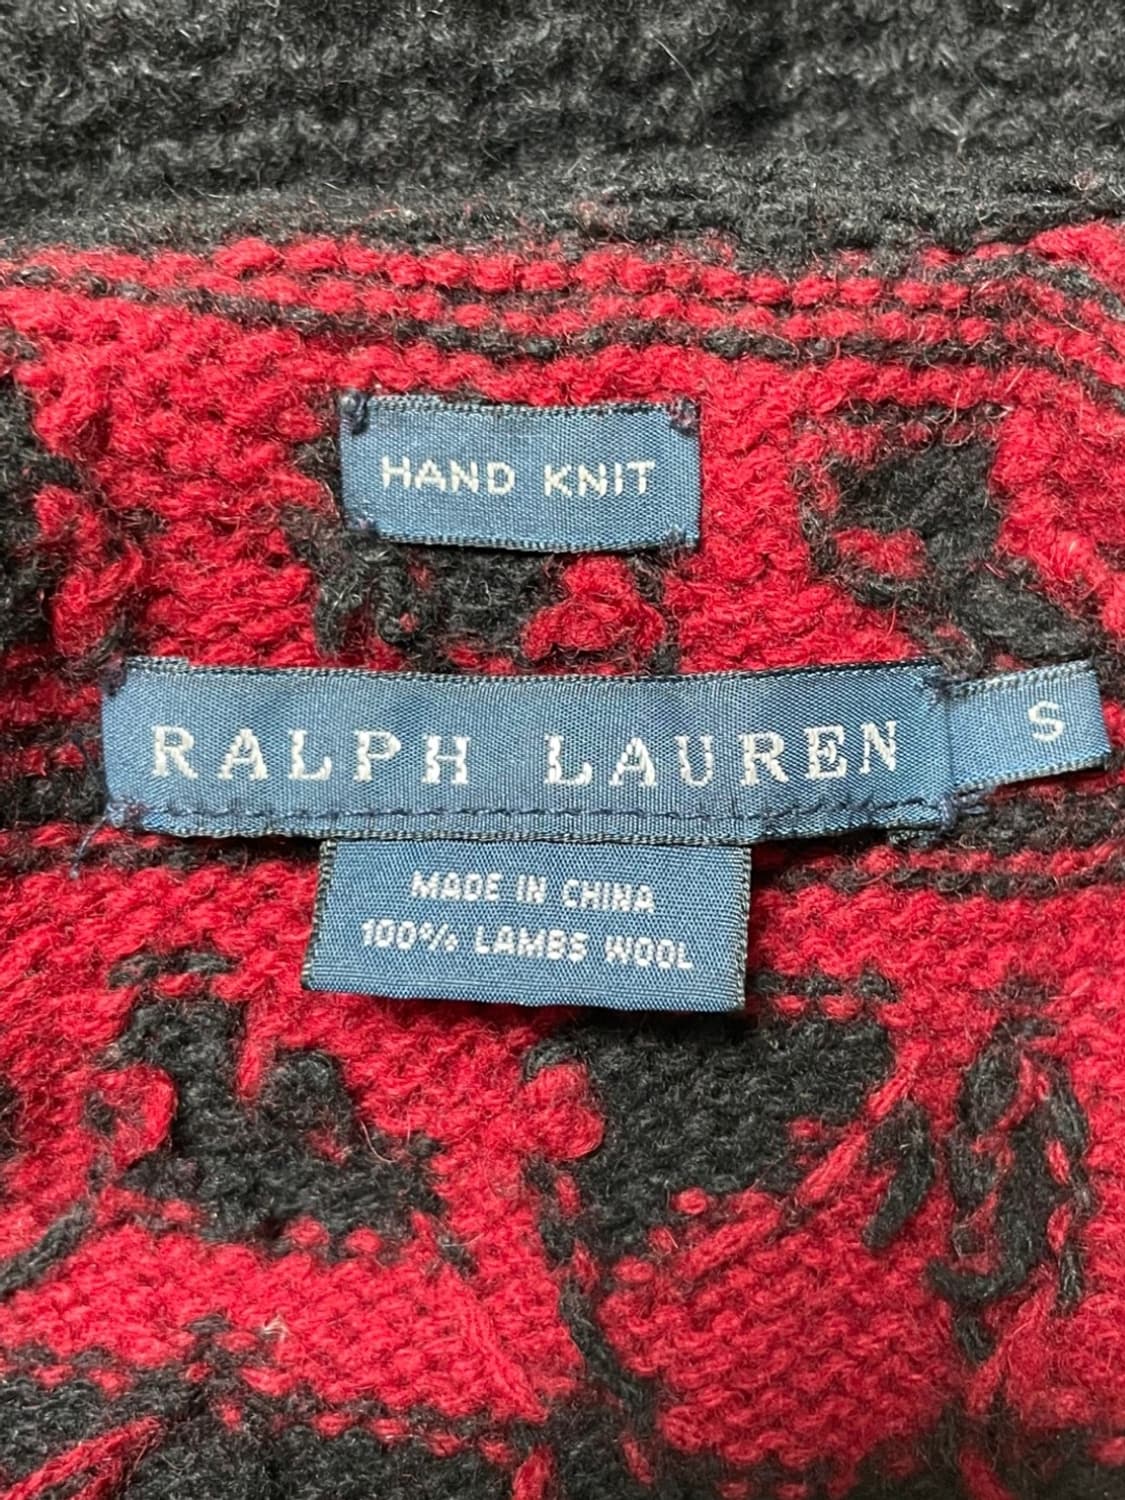 HAND KNIT
RALPH LAUREN
S
MADE IN CHINA
100% LAMBS WOOL